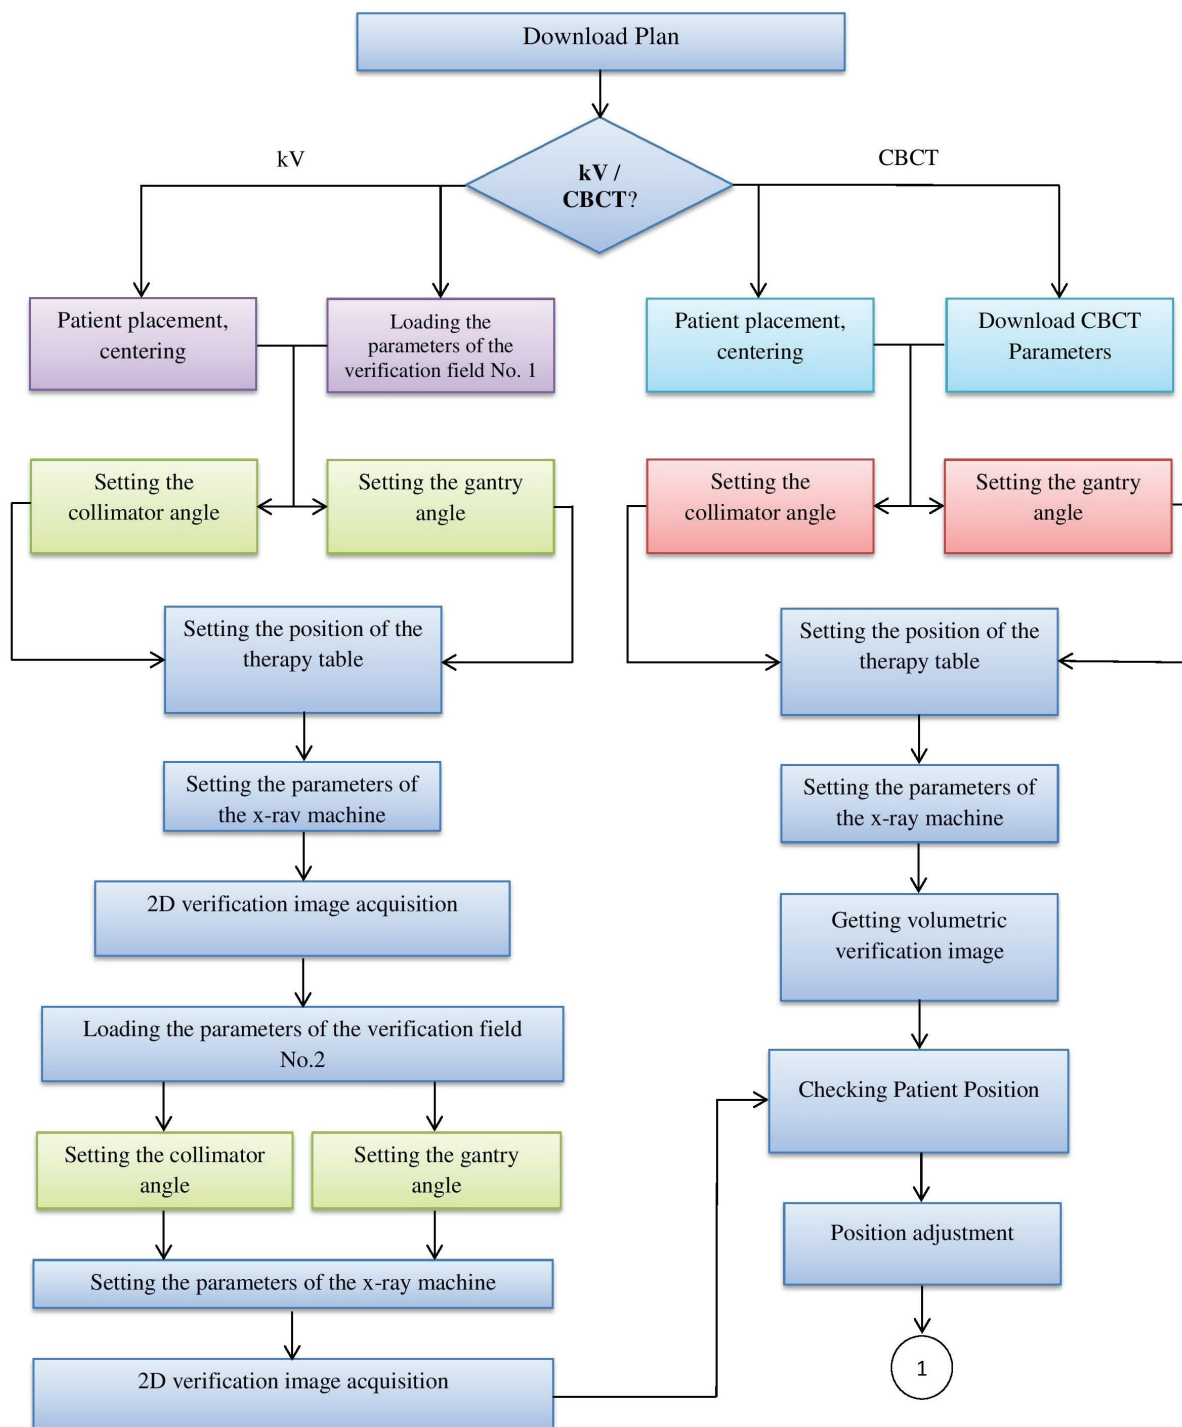 Download Plan
kV
CBCT
kV /
CBCT?
Patient placement,
centering
Loading the
parameters of the
verification field No. 1
Patient placement,
centering
Download CBCT
Parameters
Setting the
collimator angle
Setting the gantry
angle
Setting the
collimator angle
Setting the gantry
angle
Setting the position of the
therapy table
Setting the position of the
therapy table
Setting the parameters of
the x-ray machine
Setting the parameters of
the x-ray machine
2D verification image acquisition
Getting volumetric
verification image
Loading the parameters of the verification field
No.2
Checking Patient Position
Setting the collimator
angle
Setting the gantry
angle
Position adjustment
Setting the parameters of the x-ray machine
2D verification image acquisition
1